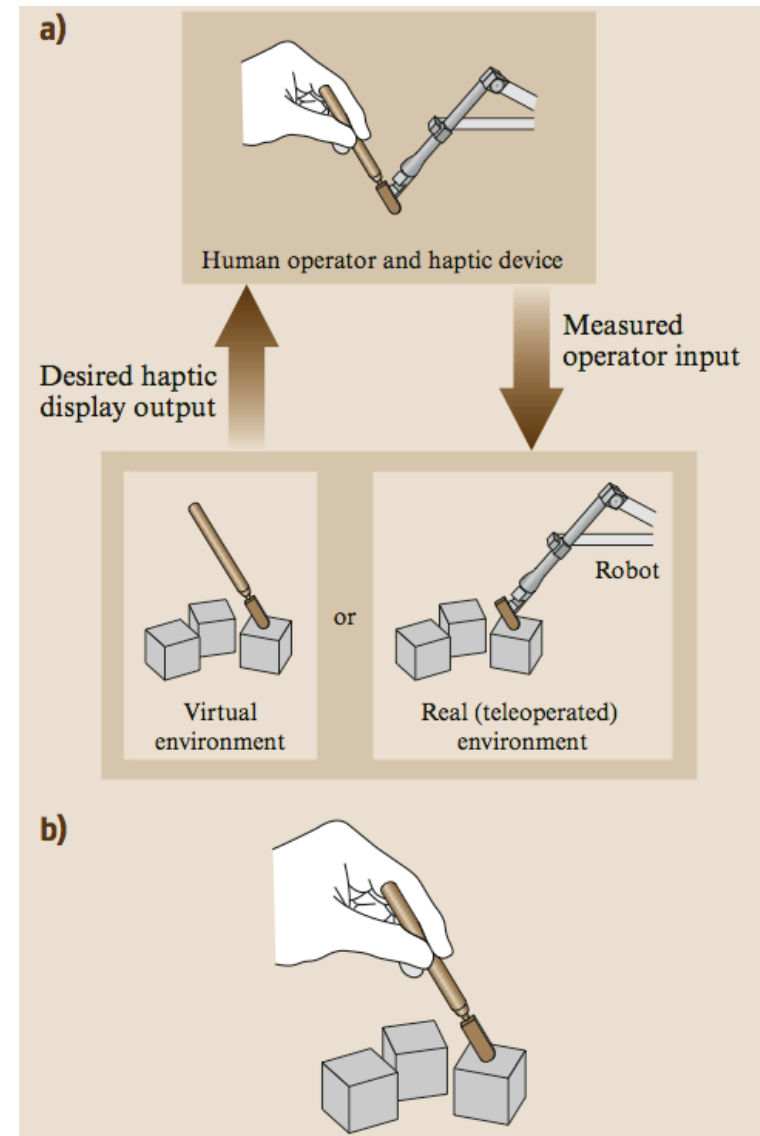 a)
Human operator and haptic device
Desired haptic
display output
Measured
operator input
Virtual
environment
or
Robot
Real (teleoperated)
environment
b)